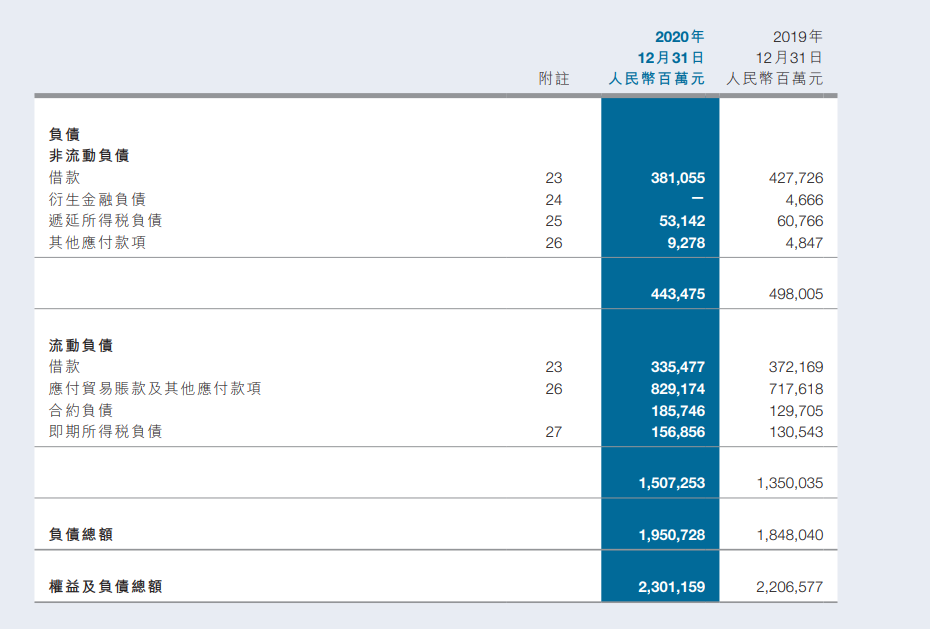 2020年 2019年
12月31日 12月31日
附註 人民幣百萬元 人民幣百萬元
負債
非流動負債
借款 23 381,055 427,726
衍生金融負債 24 — 4,666
遞延所得稅負債 25 53,142 60,766
其他應付款項 26 9,278 4,847
443,475 498,005
流動負債
借款 23 335,477 372,169
應付貿易賬款及其他應付款項 26 829,174 717,618
合約負債 185,746 129,705
即期所得稅負債 27 156,856 130,543
1,507,253 1,350,035
負債總額 1,950,728 1,848,040
權益及負債總額 2,301,159 2,206,577